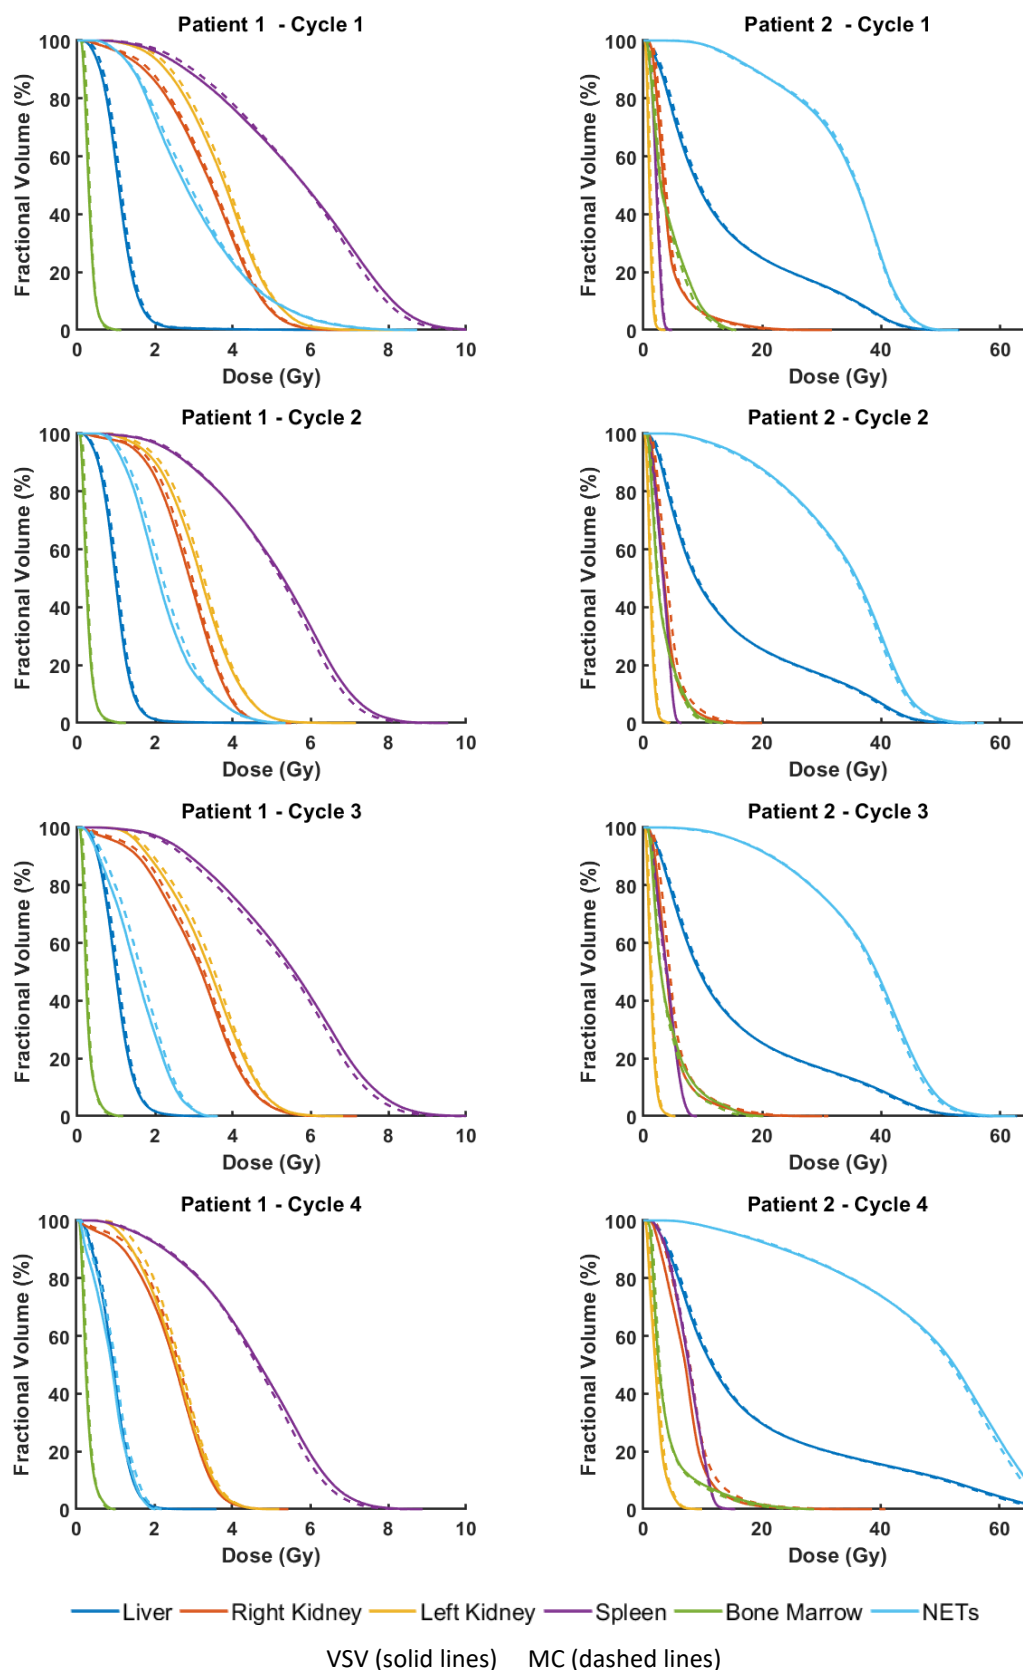 Patient 1 - Cycle 1
Fractional Volume (%)
100
80
60
40
20
0
0 2 4 6 8 10
Dose (Gy)
Patient 2 - Cycle 1
Fractional Volume (%)
100
80
60
40
20
0
0 20 40 60
Dose (Gy)
Patient 1 - Cycle 2
Fractional Volume (%)
100
80
60
40
20
0
0 2 4 6 8 10
Dose (Gy)
Patient 2 - Cycle 2
Fractional Volume (%)
100
80
60
40
20
0
0 20 40 60
Dose (Gy)
Patient 1 - Cycle 3
Fractional Volume (%)
100
80
60
40
20
0
0 2 4 6 8 10
Dose (Gy)
Patient 2 - Cycle 3
Fractional Volume (%)
100
80
60
40
20
0
0 20 40 60
Dose (Gy)
Patient 1 - Cycle 4
Fractional Volume (%)
100
80
60
40
20
0
0 2 4 6 8 10
Dose (Gy)
Patient 2 - Cycle 4
Fractional Volume (%)
100
80
60
40
20
0
0 20 40 60
Dose (Gy)
Liver Right Kidney Left Kidney Spleen Bone Marrow NETs
VSV (solid lines) MC (dashed lines)